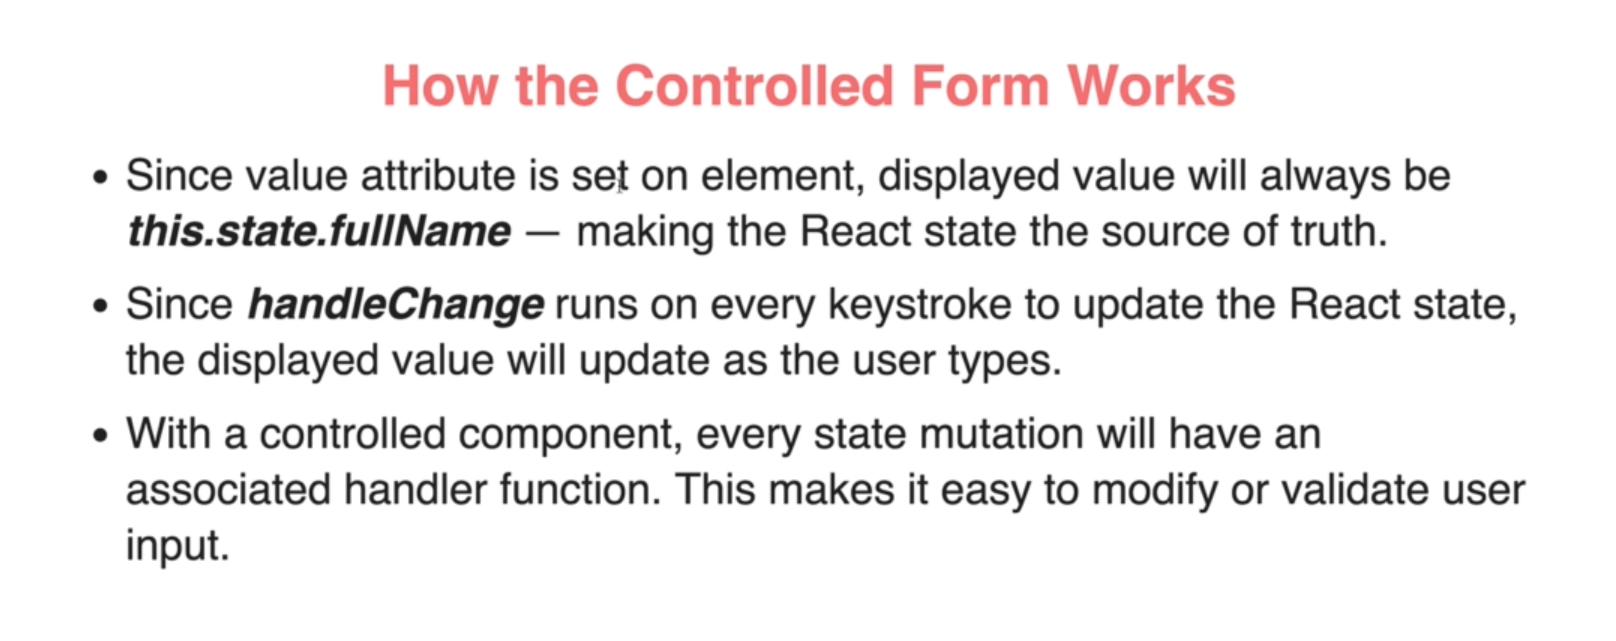 How the Controlled Form Works
• Since value attribute is set on element, displayed value will always be
this.state.fullName — making the React state the source of truth.
• Since handleChange runs on every keystroke to update the React state,
the displayed value will update as the user types.
• With a controlled component, every state mutation will have an
associated handler function. This makes it easy to modify or validate user
input.